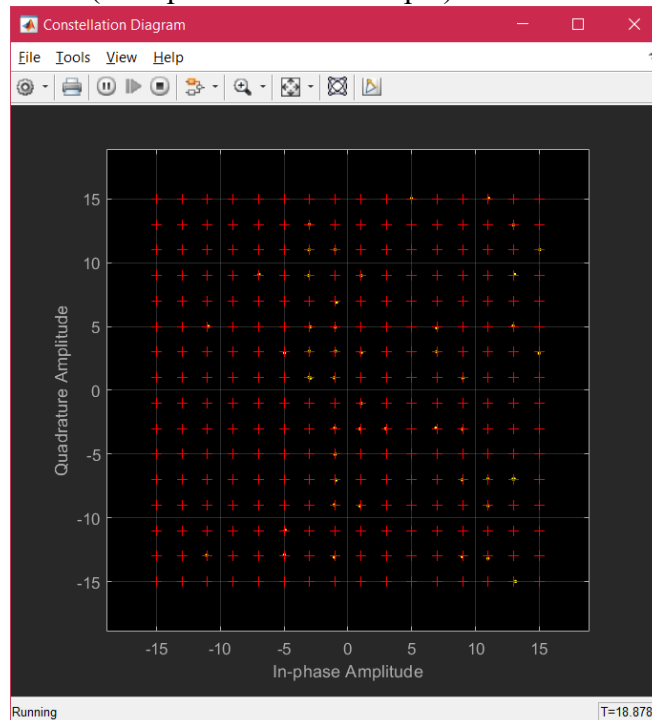 Constellation Diagram
File Tools View Help
15
10
5
0
-5
-10
-15
Quadrature Amplitude
-15 -10 -5 0 5 10 15
In-phase Amplitude
Running T=18.878